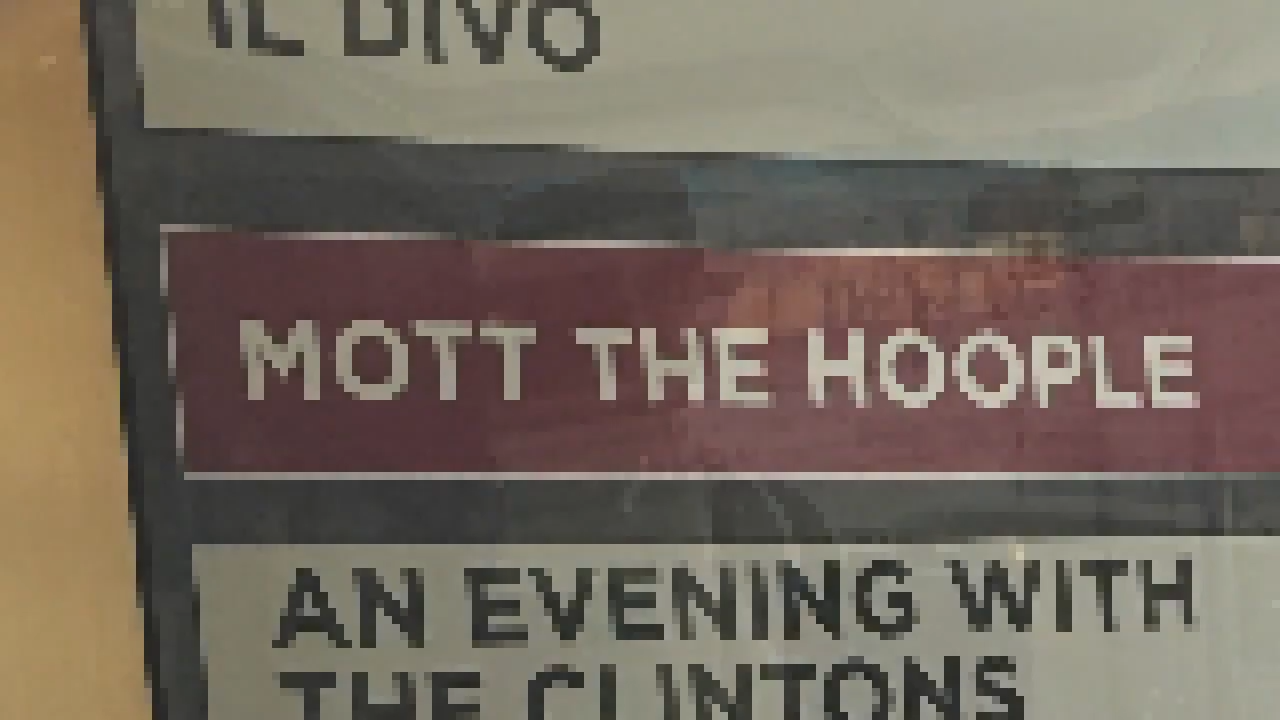 IL DIVO
MOTT THE HOOPLE
AN EVENING WITH
THE CLINTONS